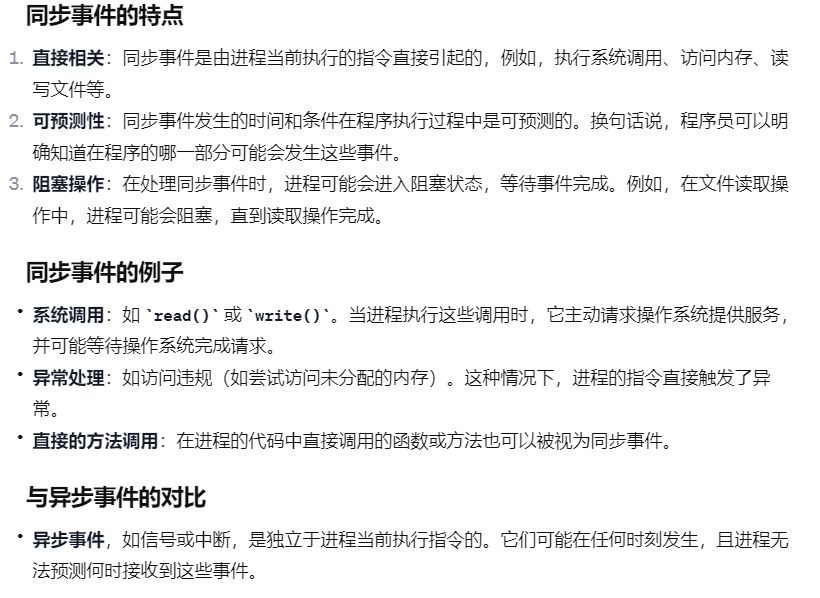 同步事件的特点
1. 直接相关：同步事件是由进程当前执行的指令直接引起的，例如，执行系统调用、访问内存、读
写文件等。
2. 可预测性：同步事件发生的时间和条件在程序执行过程中是可预测的。换句话说，程序员可以明
确知道在程序的哪一部分可能会发生这些事件。
3. 阻塞操作：在处理同步事件时，进程可能会进入阻塞状态，等待事件完成。例如，在文件读取操
作中，进程可能会阻塞，直到读取操作完成。
同步事件的例子
• 系统调用：如 `read()` 或 `write()`。当进程执行这些调用时，它主动请求操作系统提供服务，
并可能等待操作系统完成请求。
• 异常处理：如访问违规（如尝试访问未分配的内存）。这种情况下，进程的指令直接触发了异
常。
• 直接的方法调用：在进程的代码中直接调用的函数或方法也可以被视为同步事件。
与异步事件的对比
• 异步事件，如信号或中断，是独立于进程当前执行指令的。它们可能在任何时刻发生，且进程无
法预测何时接收到这些事件。